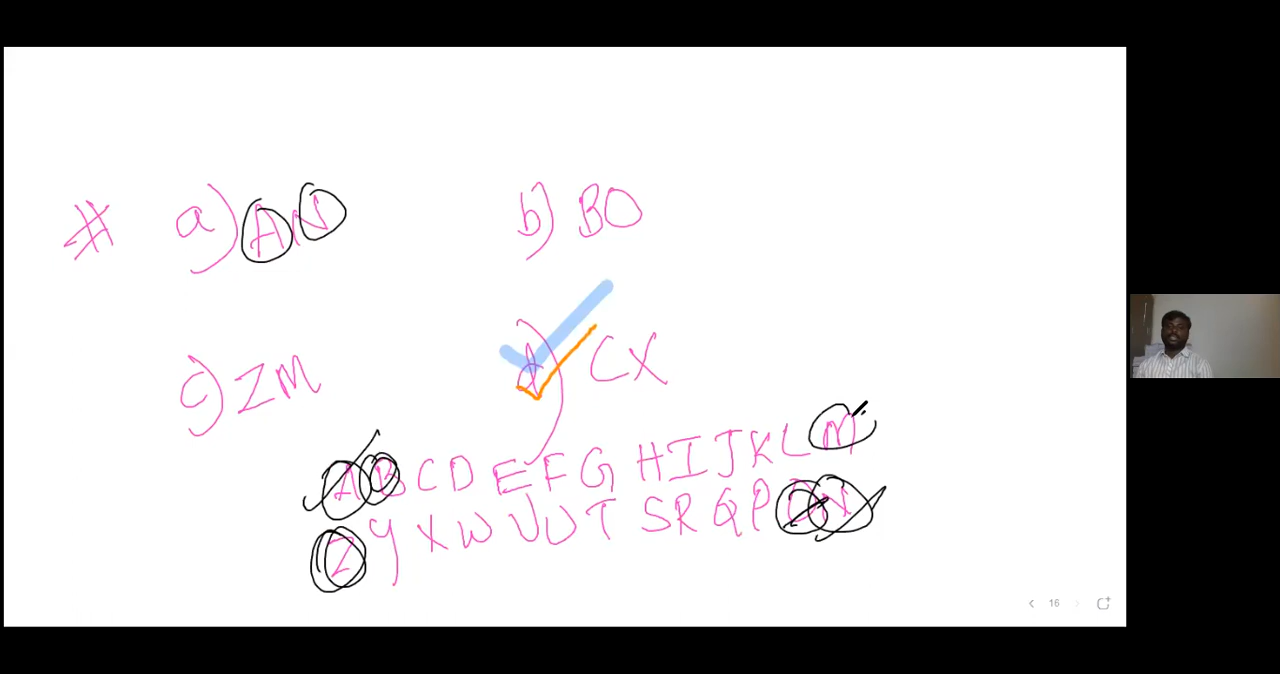 # a) AN b) BO
c) ZM d) CX
A B C D E F G H I J K L M
Z Y X W V U T S R Q P O N
16